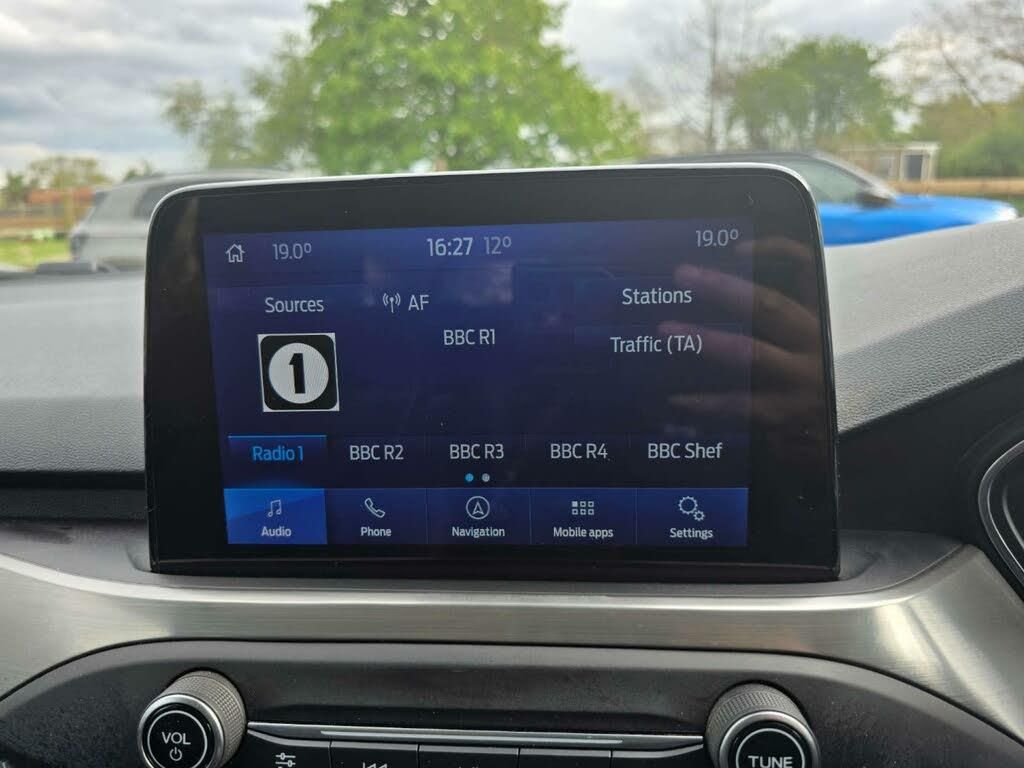 19.0° 16:27 12° 19.0°
Sources AF Stations
BBC R1 Traffic (TA)
1
Radio 1 BBC R2 BBC R3 BBC R4 BBC Shef
Audio Phone Navigation Mobile apps Settings
VOL TUNE